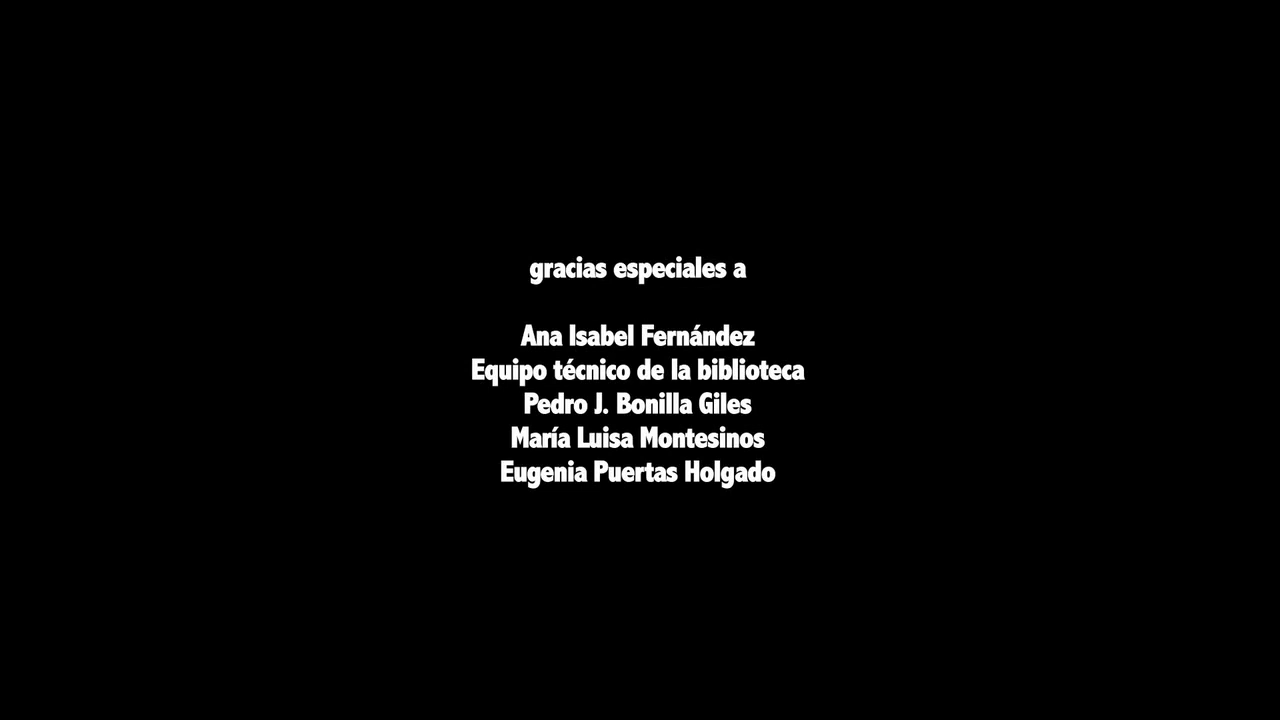 gracias especiales a
Ana Isabel Fernández
Equipo técnico de la biblioteca
Pedro J. Bonilla Giles
María Luisa Montesinos
Eugenia Puertas Holgado